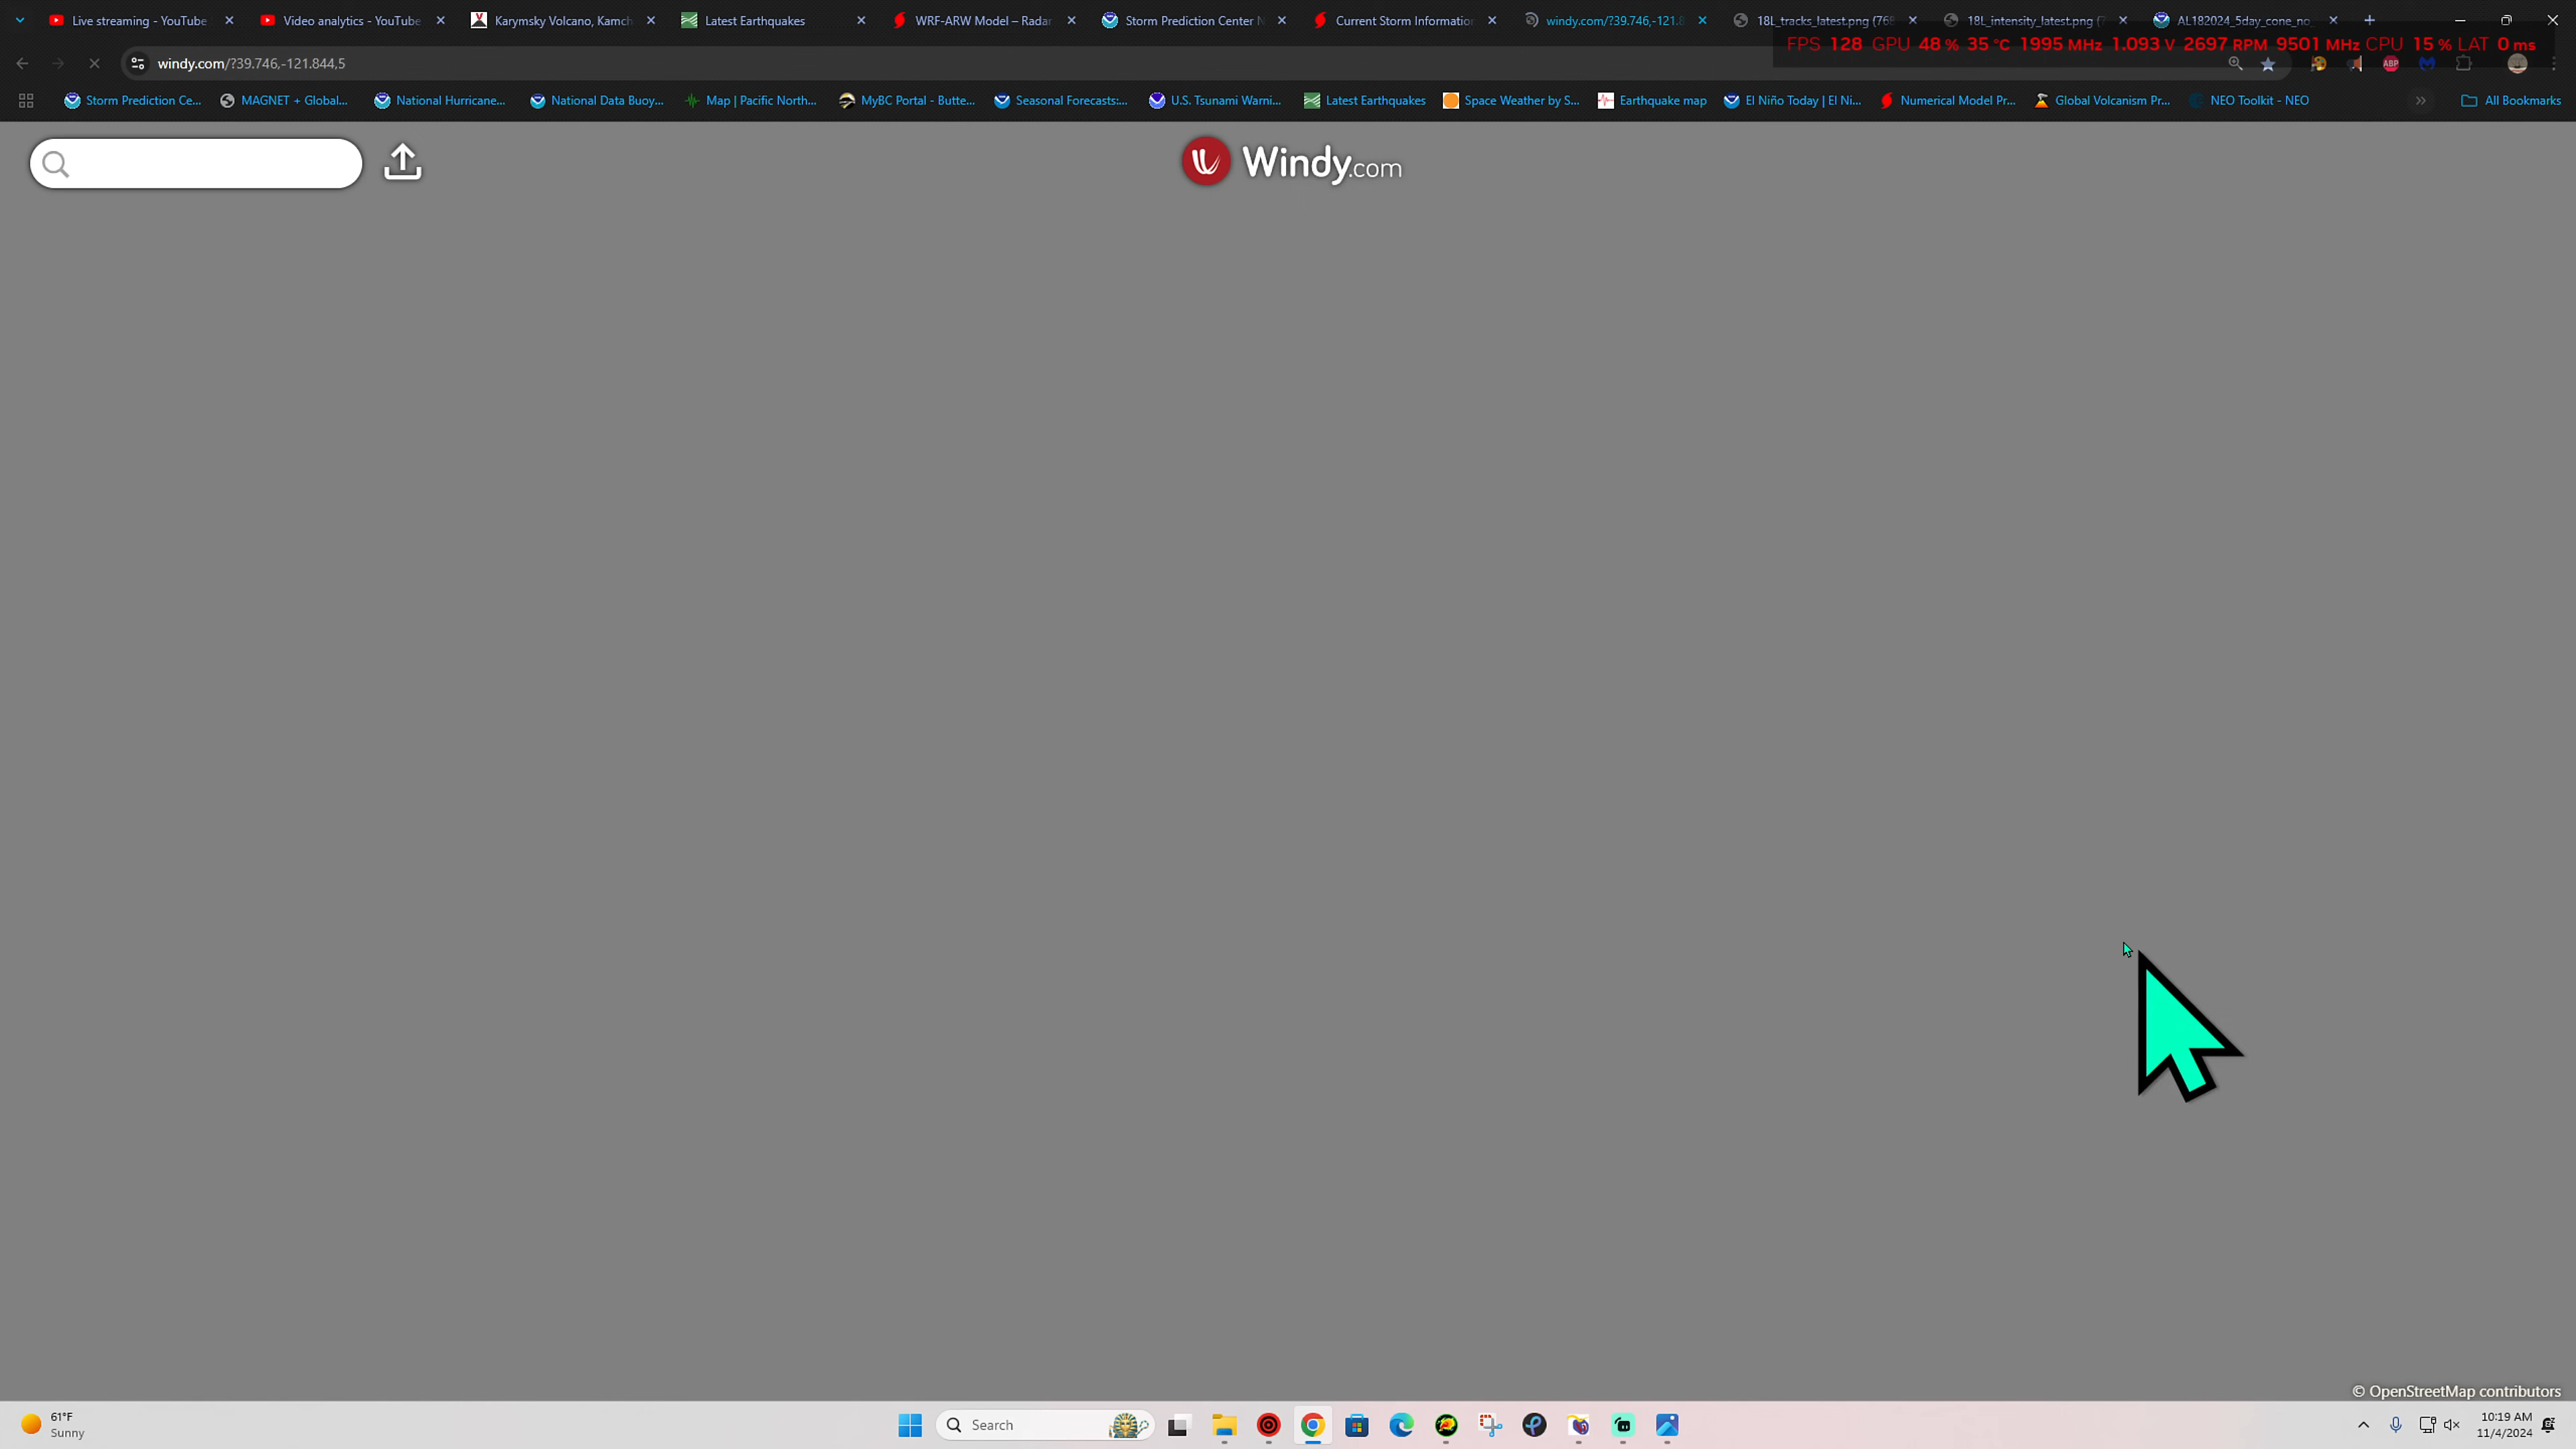 Live streaming - YouTube
Video analytics - YouTube
Karymsky Volcano, Kamch
Latest Earthquakes
WRF-ARW Model – Radar
Storm Prediction Center N
Current Storm Information
windy.com/?39.746,-121.8
18L_tracks_latest.png (768
18L_intensity_latest.png (7
AL182024_5day_cone_no_
FPS 128 GPU 48 % 35 °C 1995 MHz 1.093 V 2697 RPM 9501 MHz CPU 15 % LAT 0 ms
windy.com/?39.746,-121.844,5
Storm Prediction Ce...
MAGNET + Global...
National Hurricane...
National Data Buoy...
Map | Pacific North...
MyBC Portal - Butte...
Seasonal Forecasts:...
U.S. Tsunami Warni...
Latest Earthquakes
Space Weather by S...
Earthquake map
El Niño Today | El Ni...
Numerical Model Pr...
Global Volcanism Pr...
NEO Toolkit - NEO
All Bookmarks
Windy.com
© OpenStreetMap contributors
61°F
Sunny
Search
10:19 AM
11/4/2024